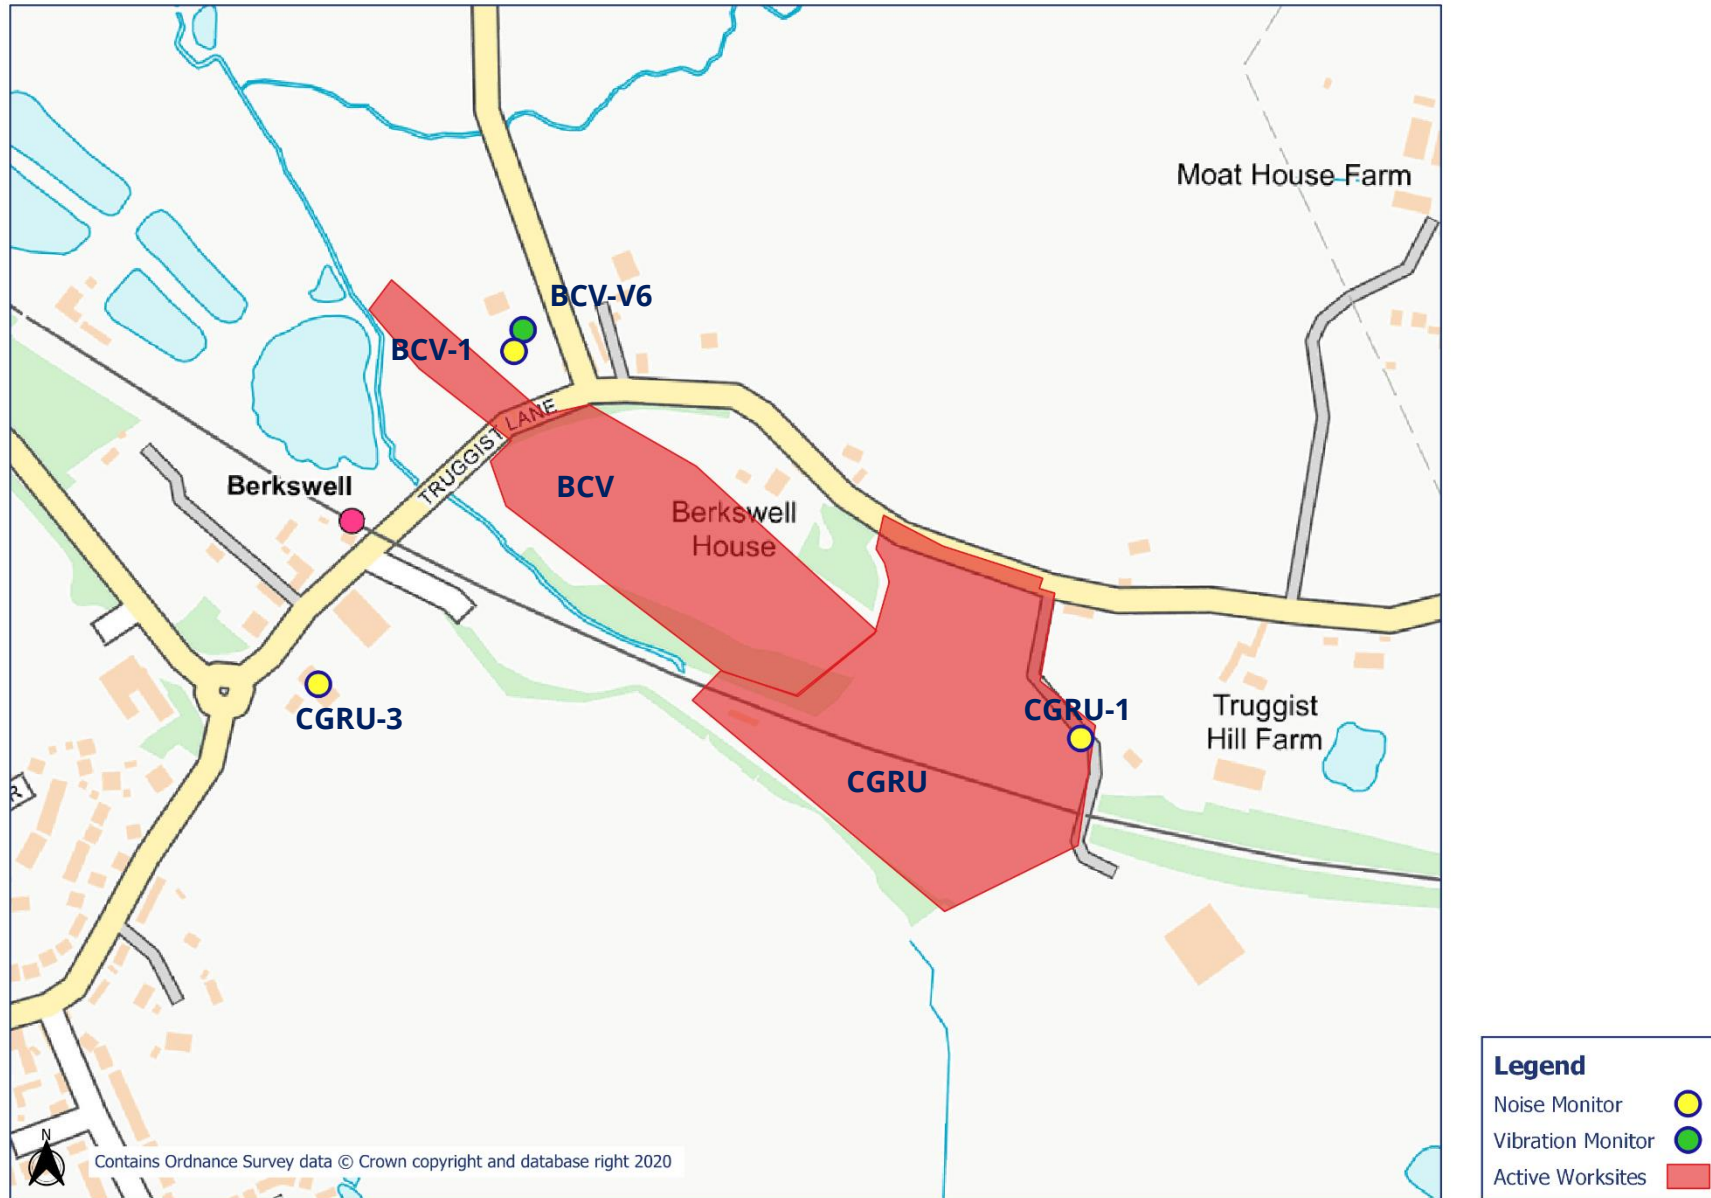 Moat House Farm
BCV-V6
BCV-1
TRUGGIST LANE
Berkswell
BCV
Berkswell
House
CGRU-3
CGRU-1
Truggist
Hill Farm
CGRU
R
N
Contains Ordnance Survey data © Crown copyright and database right 2020
Legend
Noise Monitor
Vibration Monitor
Active Worksites